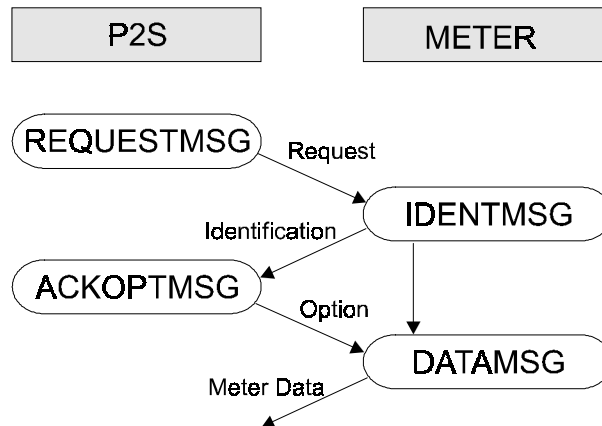 P2S
METER
REQUESTMSG
Request
IDENTMSG
Identification
ACKOPTMSG
Option
DATAMSG
Meter Data